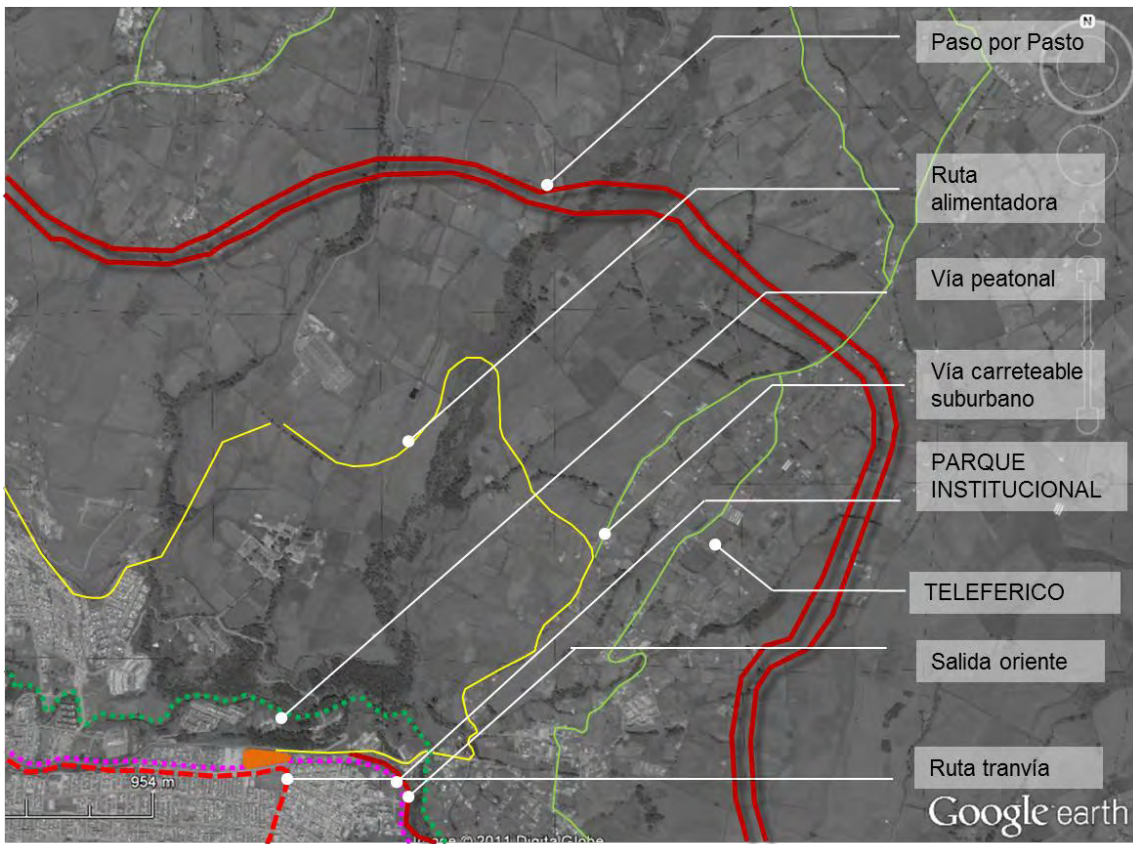 N
Paso por Pasto
Ruta
alimentadora
Vía peatonal
Vía carreteable
suburbano
PARQUE
INSTITUCIONAL
TELEFERICO
Salida oriente
Ruta tranvía
954 m
Google earth
© 2011 DigitalGlobe